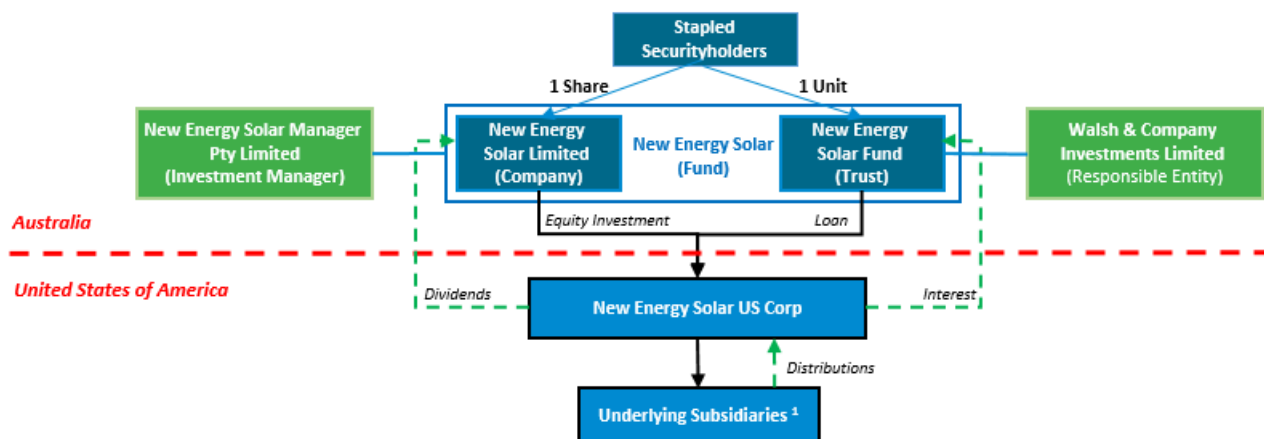 Stapled
Securityholders
1 Share
1 Unit
New Energy Solar Manager
Pty Limited
(Investment Manager)
New Energy
Solar Limited
(Company)
New Energy Solar
(Fund)
New Energy
Solar Fund
(Trust)
Walsh & Company
Investments Limited
(Responsible Entity)
Equity Investment
Loan
Australia
United States of America
Dividends
New Energy Solar US Corp
Interest
Distributions
Underlying Subsidiaries ¹